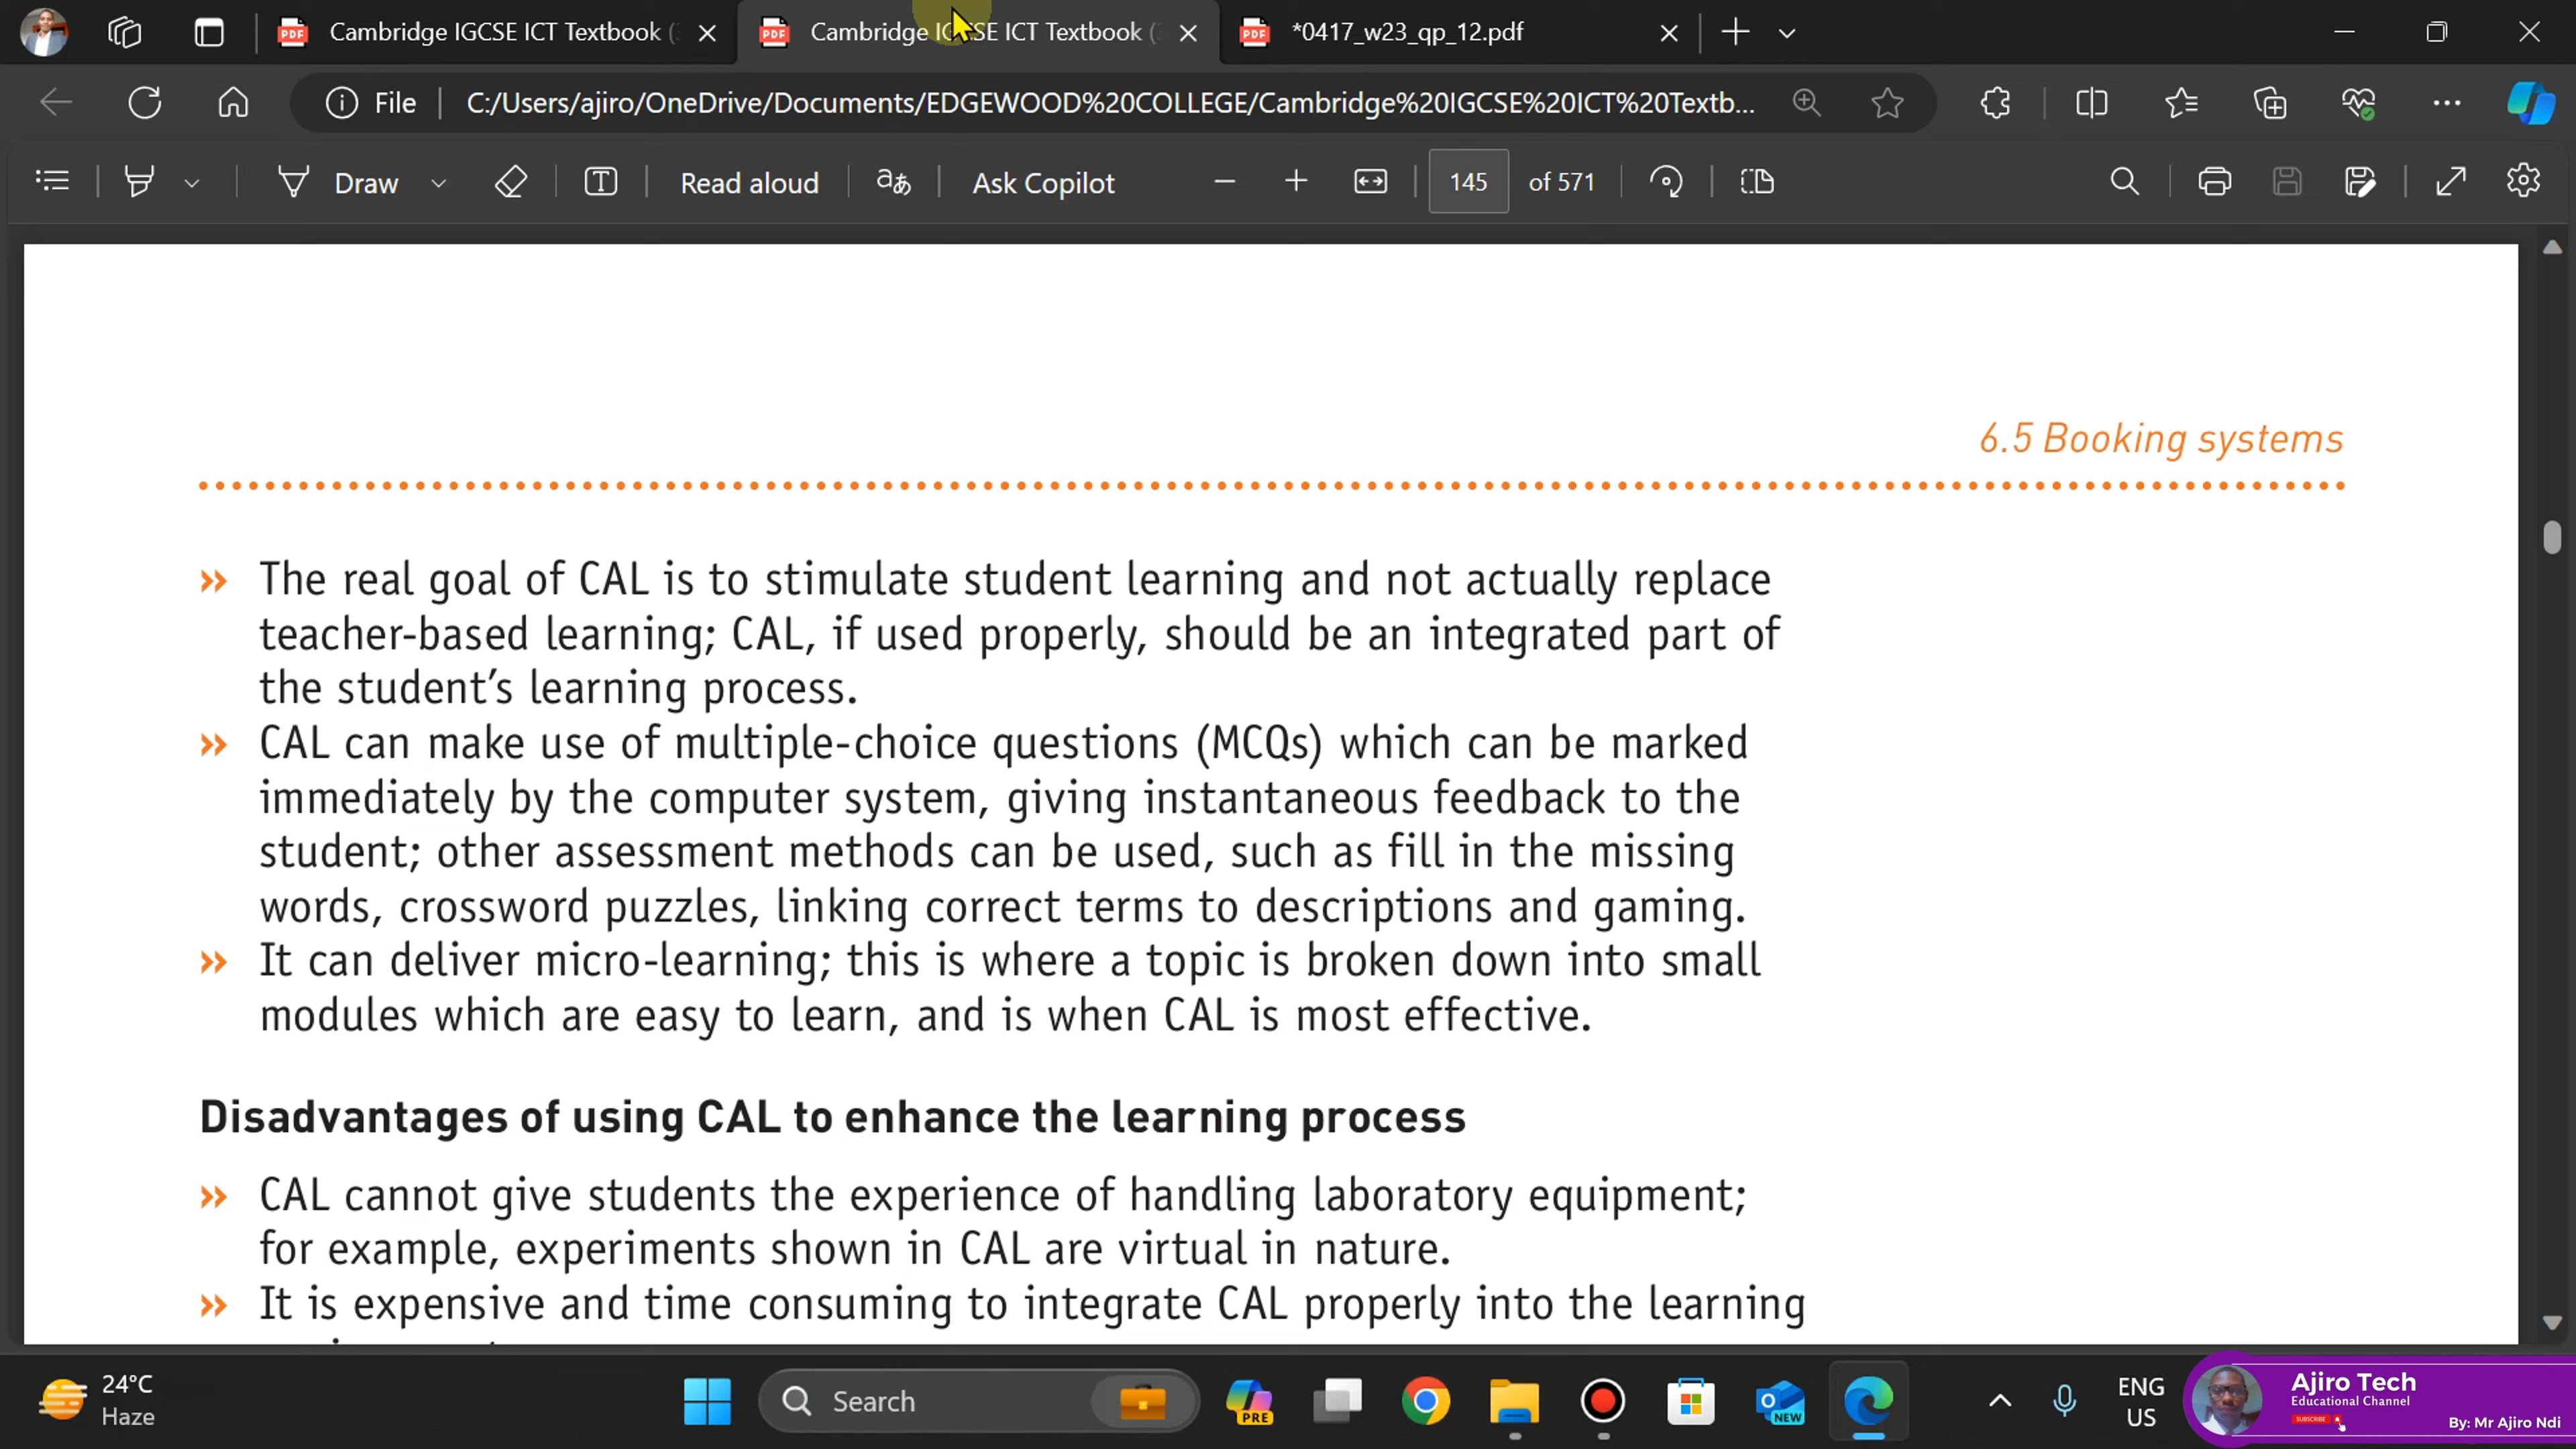 Cambridge IGCSE ICT Textbook (
Cambridge IGCSE ICT Textbook (
*0417_w23_qp_12.pdf
File
C:/Users/ajiro/OneDrive/Documents/EDGEWOOD%20COLLEGE/Cambridge%20IGCSE%20ICT%20Textb...
Draw
Read aloud
aあ
Ask Copilot
145 of 571
6.5 Booking systems
» The real goal of CAL is to stimulate student learning and not actually replace
teacher-based learning; CAL, if used properly, should be an integrated part of
the student's learning process.
» CAL can make use of multiple-choice questions (MCQs) which can be marked
immediately by the computer system, giving instantaneous feedback to the
student; other assessment methods can be used, such as fill in the missing
words, crossword puzzles, linking correct terms to descriptions and gaming.
» It can deliver micro-learning; this is where a topic is broken down into small
modules which are easy to learn, and is when CAL is most effective.
Disadvantages of using CAL to enhance the learning process
» CAL cannot give students the experience of handling laboratory equipment;
for example, experiments shown in CAL are virtual in nature.
» It is expensive and time consuming to integrate CAL properly into the learning
24°C
Haze
Search
PRE
NEW
ENG
US
Ajiro Tech
Educational Channel
SUBSCRIBE
By: Mr Ajiro Ndi